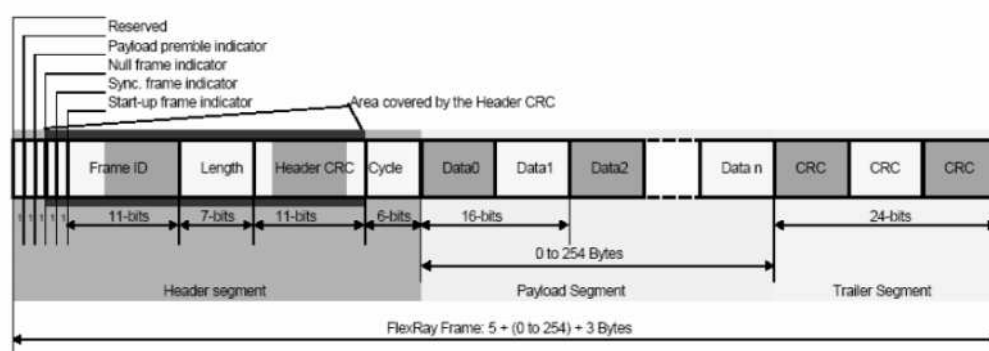 Reserved
Payload premble indicator
Null frame indicator
Sync. frame indicator
Start-up frame indicator
Area covered by the Header CRC
Frame ID Length Header CRC Cycle Data0 Data1 Data2 Data n CRC CRC CRC
1 1 1 1 1 11-bits 7-bits 11-bits 6-bits 16-bits 24-bits
0 to 254 Bytes
Header segment Payload Segment Trailer Segment
FlexRay Frame: 5 + (0 to 254) + 3 Bytes